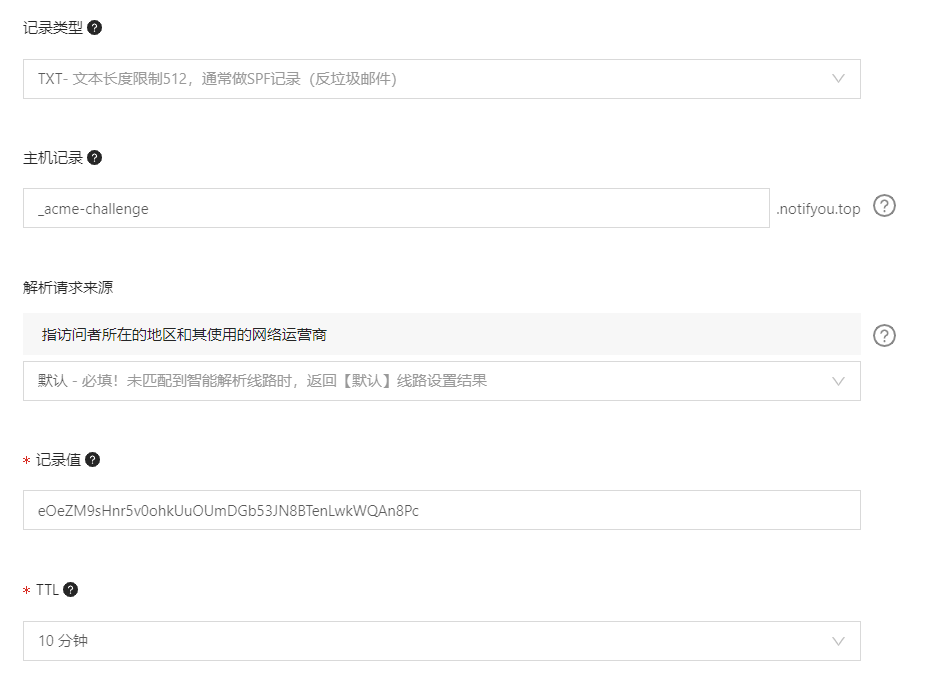 记录类型
TXT- 文本长度限制512，通常做SPF记录（反垃圾邮件）
主机记录
_acme-challenge .notifyou.top
解析请求来源
指访问者所在的地区和其使用的网络运营商
默认 - 必填！未匹配到智能解析线路时，返回【默认】线路设置结果
* 记录值
eOeZM9sHnr5v0ohkUuOUmDGb53JN8BTenLwkWQAn8Pc
* TTL
10 分钟